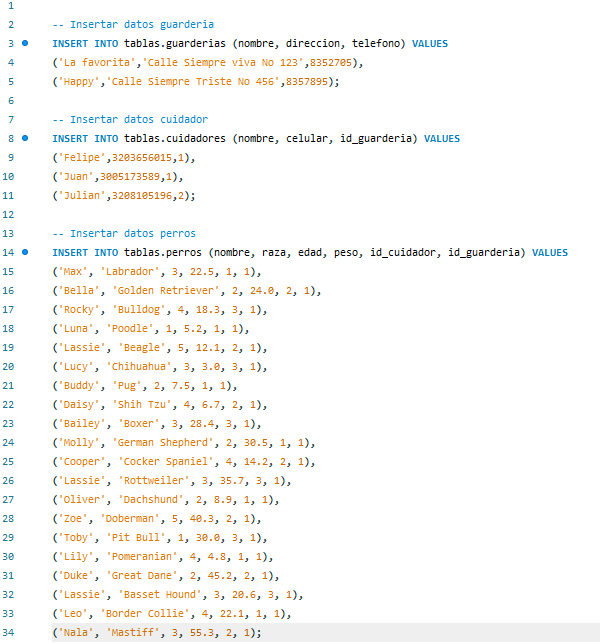 1
2 -- Insertar datos guarderia
3 INSERT INTO tablas.guarderias (nombre, direccion, telefono) VALUES
4 ('La favorita','Calle Siempre viva No 123',8352705),
5 ('Happy','Calle Siempre Triste No 456',8357895);
6
7 -- Insertar datos cuidador
8 INSERT INTO tablas.cuidadores (nombre, celular, id_guarderia) VALUES
9 ('Felipe',3203656015,1),
10 ('Juan',3005173589,1),
11 ('Julian',3208105196,2);
12
13 -- Insertar datos perros
14 INSERT INTO tablas.perros (nombre, raza, edad, peso, id_cuidador, id_guarderia) VALUES
15 ('Max', 'Labrador', 3, 22.5, 1, 1),
16 ('Bella', 'Golden Retriever', 2, 24.0, 2, 1),
17 ('Rocky', 'Bulldog', 4, 18.3, 3, 1),
18 ('Luna', 'Poodle', 1, 5.2, 1, 1),
19 ('Lassie', 'Beagle', 5, 12.1, 2, 1),
20 ('Lucy', 'Chihuahua', 3, 3.0, 3, 1),
21 ('Buddy', 'Pug', 2, 7.5, 1, 1),
22 ('Daisy', 'Shih Tzu', 4, 6.7, 2, 1),
23 ('Bailey', 'Boxer', 3, 28.4, 3, 1),
24 ('Molly', 'German Shepherd', 2, 30.5, 1, 1),
25 ('Cooper', 'Cocker Spaniel', 4, 14.2, 2, 1),
26 ('Lassie', 'Rottweiler', 3, 35.7, 3, 1),
27 ('Oliver', 'Dachshund', 2, 8.9, 1, 1),
28 ('Zoe', 'Doberman', 5, 40.3, 2, 1),
29 ('Toby', 'Pit Bull', 1, 30.0, 3, 1),
30 ('Lily', 'Pomeranian', 4, 4.8, 1, 1),
31 ('Duke', 'Great Dane', 2, 45.2, 2, 1),
32 ('Lassie', 'Basset Hound', 3, 20.6, 3, 1),
33 ('Leo', 'Border Collie', 4, 22.1, 1, 1),
34 ('Nala', 'Mastiff', 3, 55.3, 2, 1);